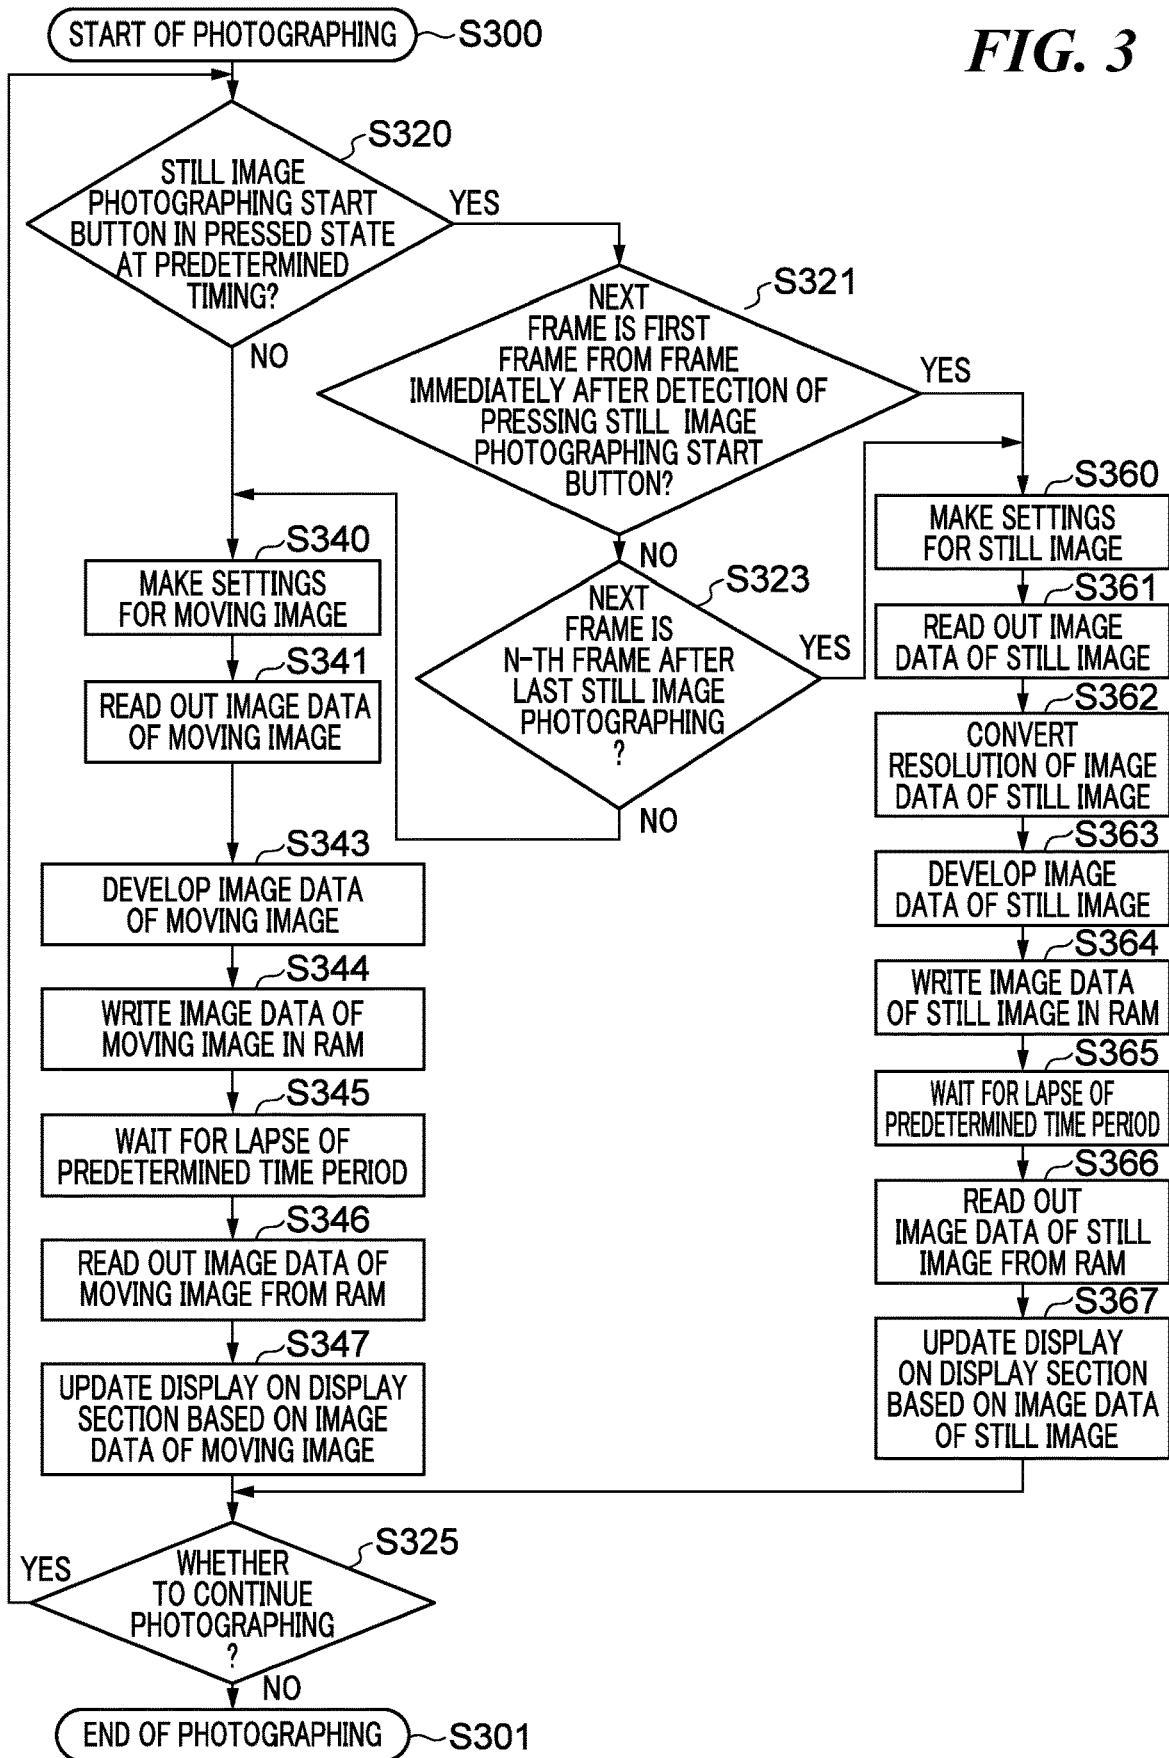 START OF PHOTOGRAPHING
S300
FIG. 3
S320
STILL IMAGE
PHOTOGRAPHING START
BUTTON IN PRESSED STATE
AT PREDETERMINED
TIMING?
YES
NO
S321
NEXT
FRAME IS FIRST
FRAME FROM FRAME
IMMEDIATELY AFTER DETECTION OF
PRESSING STILL IMAGE
PHOTOGRAPHING START
BUTTON?
YES
NO
S323
NEXT
FRAME IS
N-TH FRAME AFTER
LAST STILL IMAGE
PHOTOGRAPHING
?
YES
NO
S340
MAKE SETTINGS
FOR MOVING IMAGE
S341
READ OUT IMAGE DATA
OF MOVING IMAGE
S343
DEVELOP IMAGE DATA
OF MOVING IMAGE
S344
WRITE IMAGE DATA OF
MOVING IMAGE IN RAM
S345
WAIT FOR LAPSE OF
PREDETERMINED TIME PERIOD
S346
READ OUT IMAGE DATA OF
MOVING IMAGE FROM RAM
S347
UPDATE DISPLAY ON DISPLAY
SECTION BASED ON IMAGE
DATA OF MOVING IMAGE
S360
MAKE SETTINGS
FOR STILL IMAGE
S361
READ OUT IMAGE
DATA OF STILL IMAGE
S362
CONVERT
RESOLUTION OF IMAGE
DATA OF STILL IMAGE
S363
DEVELOP IMAGE
DATA OF STILL IMAGE
S364
WRITE IMAGE DATA
OF STILL IMAGE IN RAM
S365
WAIT FOR LAPSE OF
PREDETERMINED TIME PERIOD
S366
READ OUT
IMAGE DATA OF STILL
IMAGE FROM RAM
S367
UPDATE DISPLAY
ON DISPLAY SECTION
BASED ON IMAGE DATA
OF STILL IMAGE
S325
WHETHER
TO CONTINUE
PHOTOGRAPHING
?
YES
NO
END OF PHOTOGRAPHING
S301